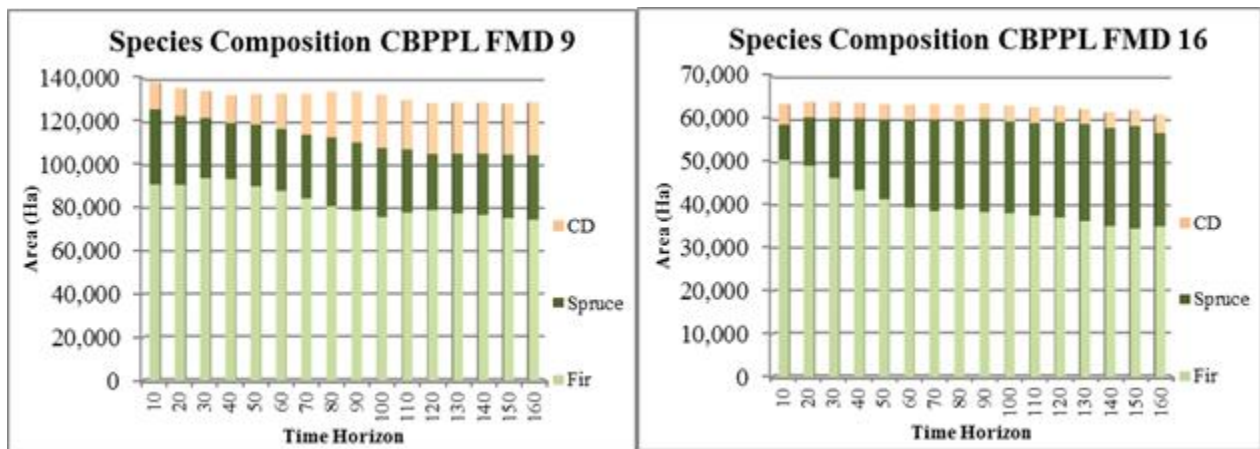 Species Composition CBPPL FMD 9
140,000
120,000
100,000
80,000
60,000
40,000
20,000
0
Area (Ha)
10 20 30 40 50 60 70 80 90 100 110 120 130 140 150 160
Time Horizon
CD
Spruce
Fir
Species Composition CBPPL FMD 16
70,000
60,000
50,000
40,000
30,000
20,000
10,000
0
Area (Ha)
10 20 30 40 50 60 70 80 90 100 110 120 130 140 150 160
Time Horizon
CD
Spruce
Fir